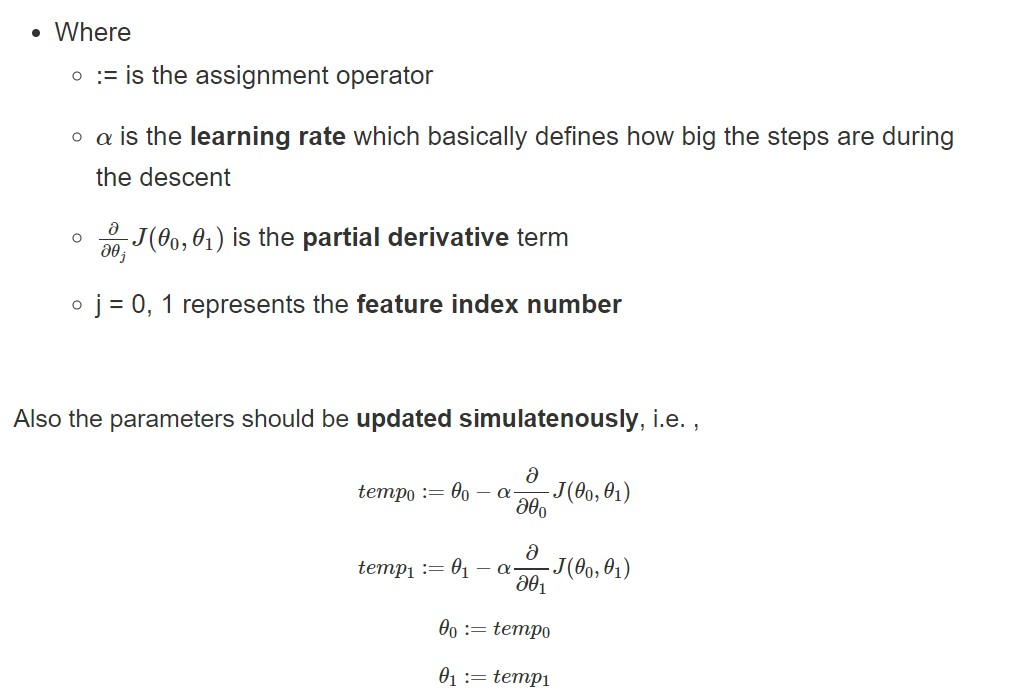 • Where
∘ := is the assignment operator
∘ α is the learning rate which basically defines how big the steps are during
the descent
∘ ∂/∂θⱼ J(θ₀, θ₁) is the partial derivative term
∘ j = 0, 1 represents the feature index number
Also the parameters should be updated simulatenously, i.e. ,
temp₀ := θ₀ − α ∂/∂θ₀ J(θ₀, θ₁)
temp₁ := θ₁ − α ∂/∂θ₁ J(θ₀, θ₁)
θ₀ := temp₀
θ₁ := temp₁